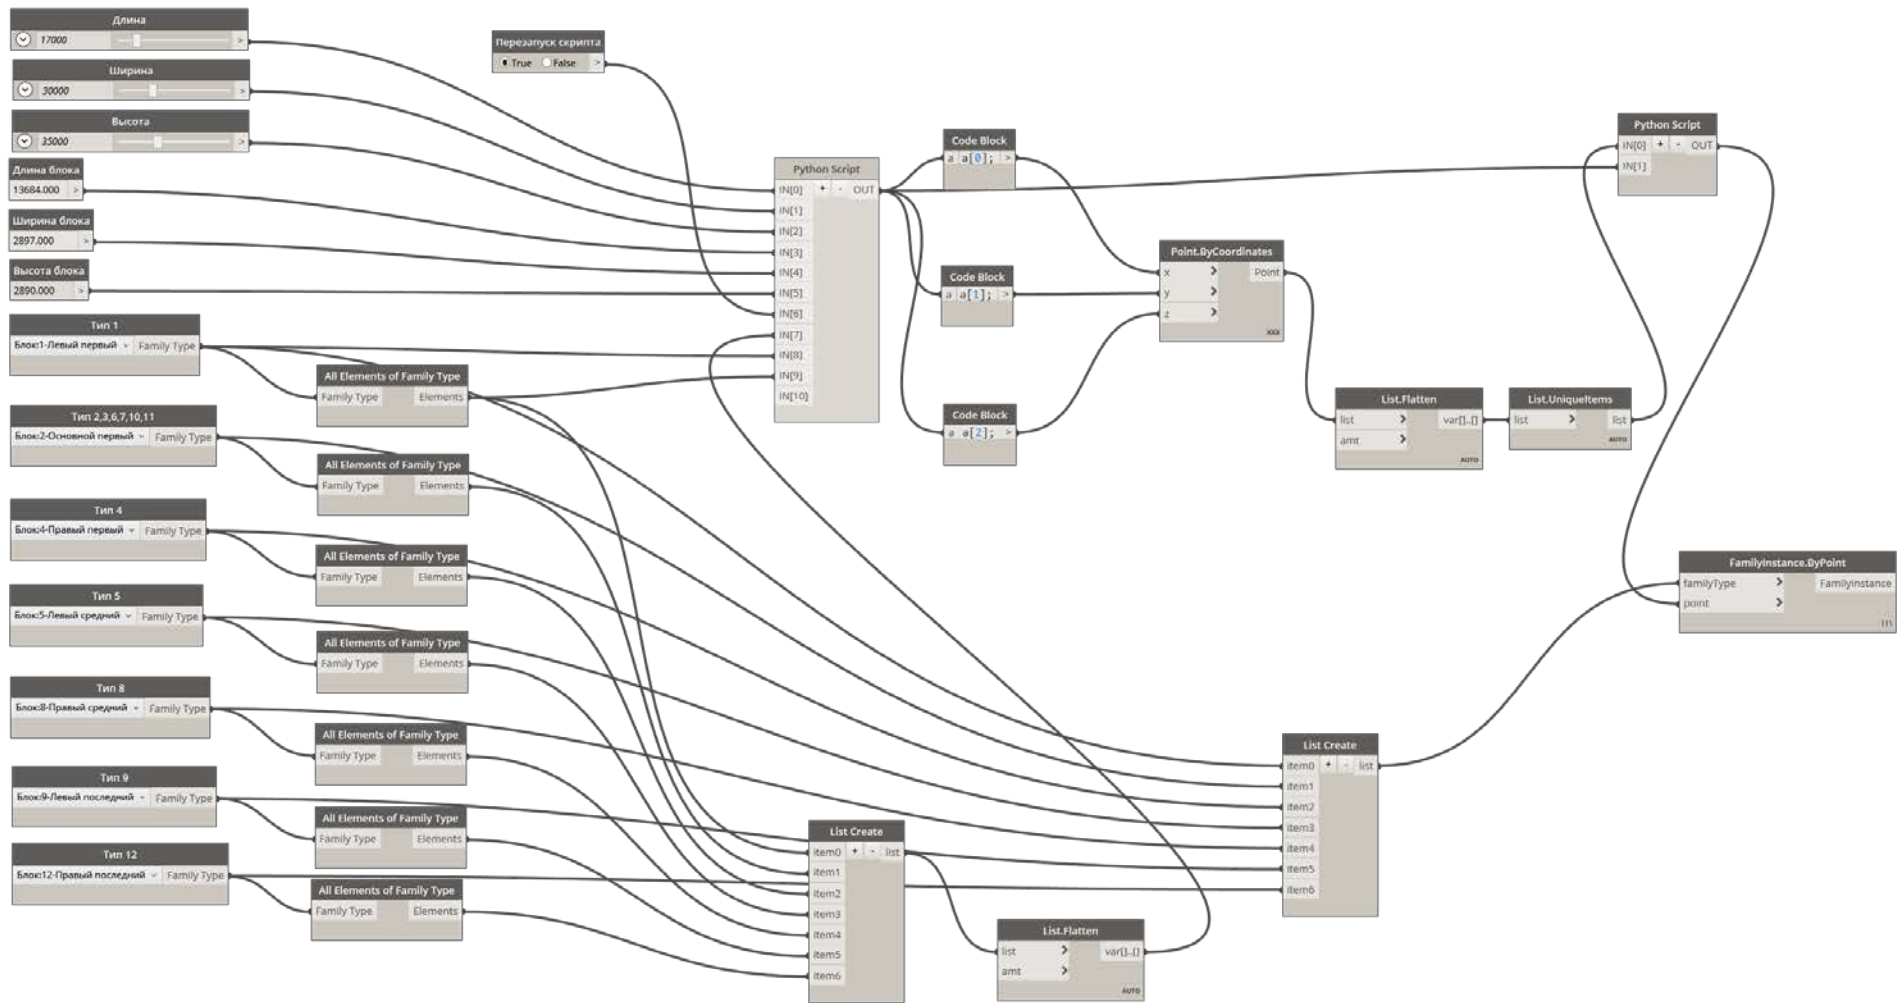 Длина
17000 >
Ширина
30000 >
Высота
35000 >
Длина блока
13684.000 >
Ширина блока
2897.000 >
Высота блока
2890.000 >
Перезапуск скрипта
True False >
Тип 1
Блок:1-Левый первый Family Type
All Elements of Family Type
Family Type Elements
Тип 2,3,6,7,10,11
Блок:2-Основной первый Family Type
All Elements of Family Type
Family Type Elements
Тип 4
Блок:4-Правый первый Family Type
All Elements of Family Type
Family Type Elements
Тип 5
Блок:5-Левый средний Family Type
All Elements of Family Type
Family Type Elements
Тип 8
Блок:8-Правый средний Family Type
All Elements of Family Type
Family Type Elements
Тип 9
Блок:9-Левый последний Family Type
All Elements of Family Type
Family Type Elements
Тип 12
Блок:12-Правый последний Family Type
All Elements of Family Type
Family Type Elements
Python Script
IN[0] + - OUT
IN[1]
IN[2]
IN[3]
IN[4]
IN[5]
IN[6]
IN[7]
IN[8]
IN[9]
IN[10]
Code Block
a a[0]; >
Code Block
a a[1]; >
Code Block
a a[2]; >
Point.ByCoordinates
x > Point
y >
z >
XXX
List.Flatten
list > var[]..[]
amt >
AUTO
List.UniqueItems
list > list
AUTO
Python Script
IN[0] + - OUT
IN[1]
FamilyInstance.ByPoint
familyType > FamilyInstance
point >
List Create
item0 + - list
item1
item2
item3
item4
item5
item6
List.Flatten
list > var[]..[]
amt >
AUTO
List Create
item0 + - list
item1
item2
item3
item4
item5
item6